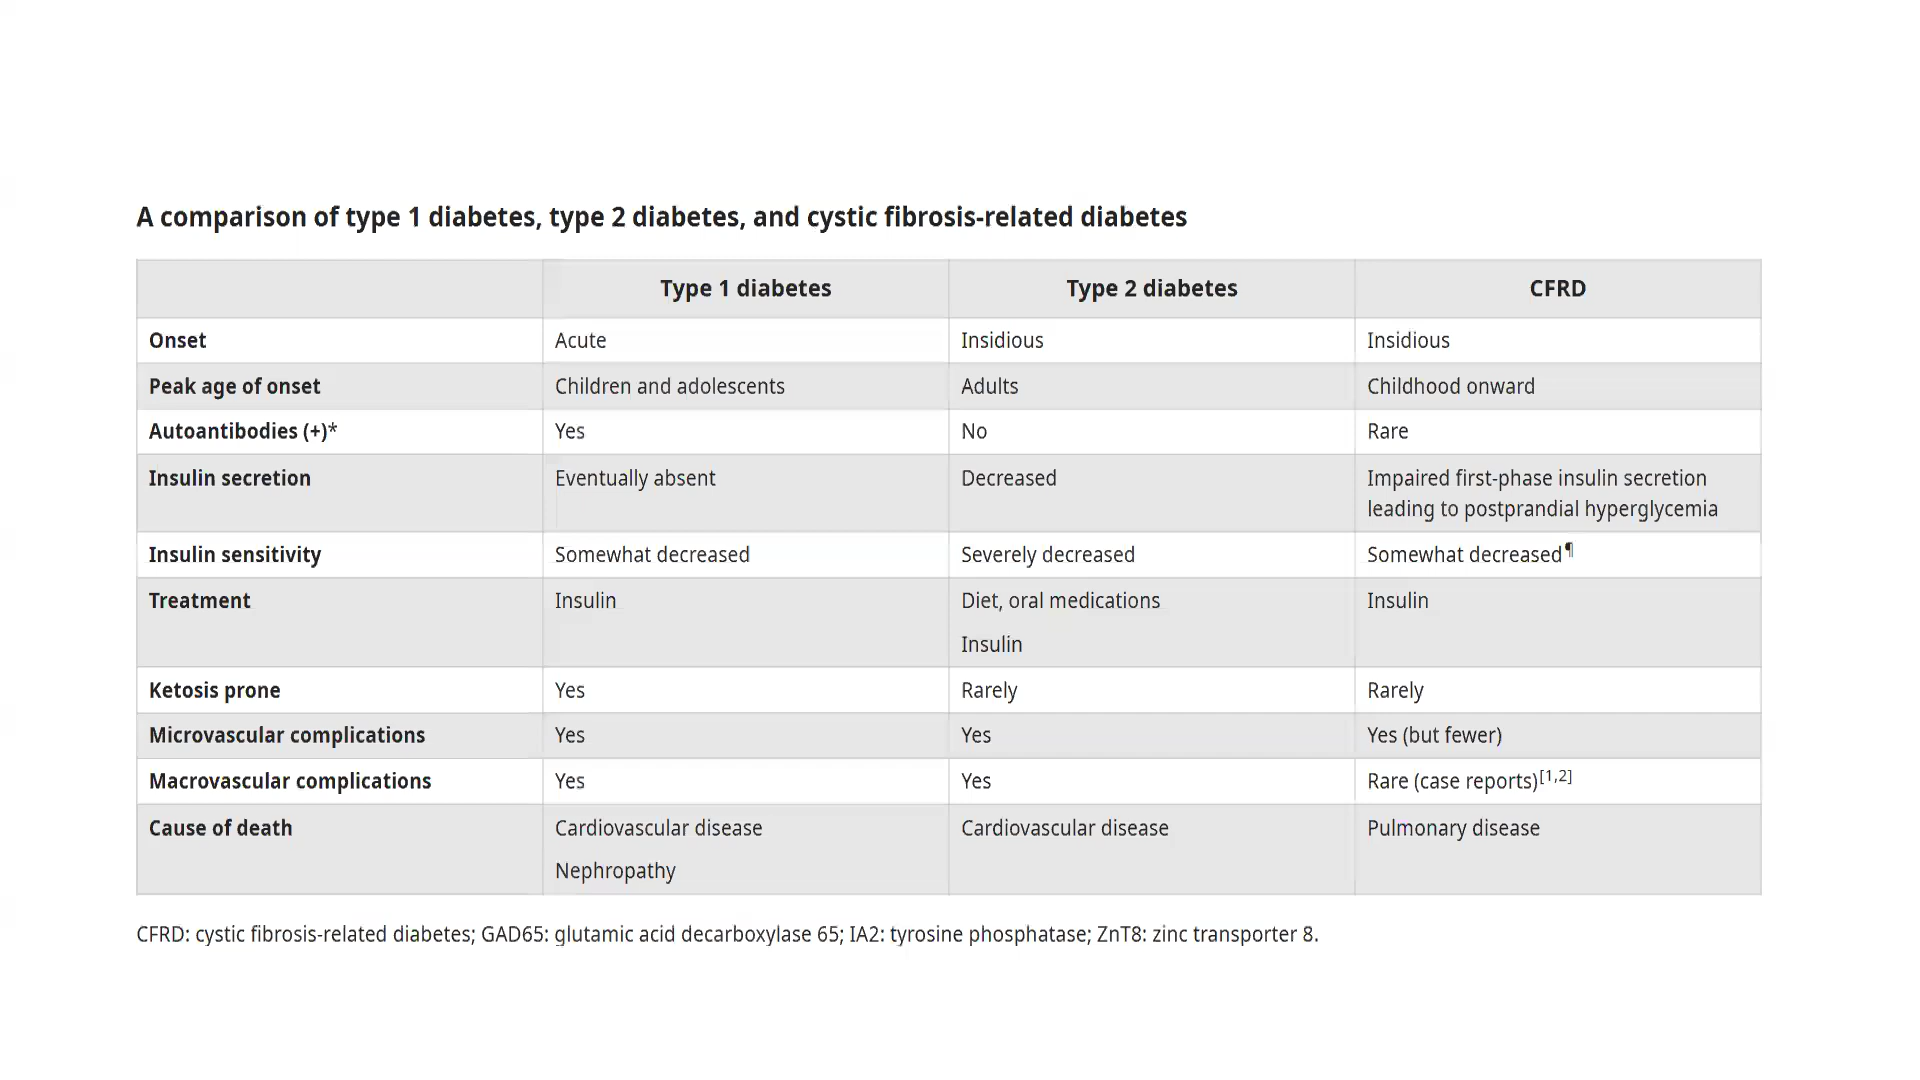 A comparison of type 1 diabetes, type 2 diabetes, and cystic fibrosis-related diabetes
Type 1 diabetes Type 2 diabetes CFRD
Onset Acute Insidious Insidious
Peak age of onset Children and adolescents Adults Childhood onward
Autoantibodies (+)* Yes No Rare
Insulin secretion Eventually absent Decreased Impaired first-phase insulin secretion
leading to postprandial hyperglycemia
Insulin sensitivity Somewhat decreased Severely decreased Somewhat decreased¶
Treatment Insulin Diet, oral medications Insulin
Insulin
Ketosis prone Yes Rarely Rarely
Microvascular complications Yes Yes Yes (but fewer)
Macrovascular complications Yes Yes Rare (case reports)[1,2]
Cause of death Cardiovascular disease Cardiovascular disease Pulmonary disease
Nephropathy
CFRD: cystic fibrosis-related diabetes; GAD65: glutamic acid decarboxylase 65; IA2: tyrosine phosphatase; ZnT8: zinc transporter 8.